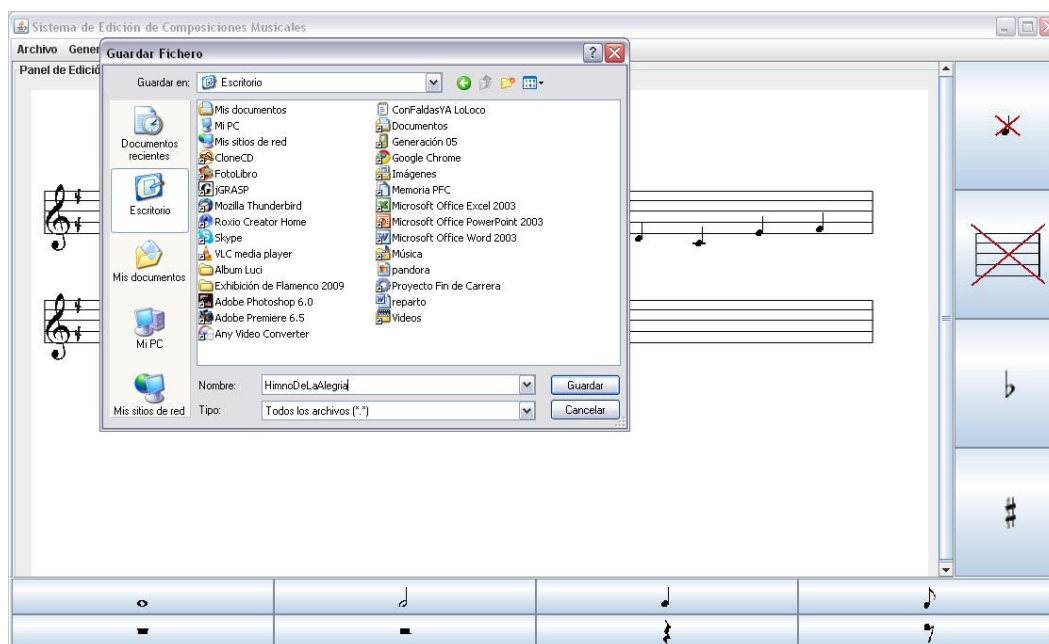 Sistema de Edición de Composiciones Musicales
Archivo Gener
Panel de Edició
Guardar Fichero
Guardar en: Escritorio
Documentos recientes
Escritorio
Mis documentos
Mi PC
Mis sitios de red
Mis documentos
Mi PC
Mis sitios de red
CloneCD
FotoLibro
jGRASP
Mozilla Thunderbird
Roxio Creator Home
Skype
VLC media player
Album Luci
Exhibición de Flamenco 2009
Adobe Photoshop 6.0
Adobe Premiere 6.5
Any Video Converter
ConFaldasYA LoLoco
Documentos
Generación 05
Google Chrome
Imágenes
Memoria PFC
Microsoft Office Excel 2003
Microsoft Office PowerPoint 2003
Microsoft Office Word 2003
Música
pandora
Proyecto Fin de Carrera
reparto
Videos
Nombre: HimnoDeLaAlegria Guardar
Tipo: Todos los archivos (*.*) Cancelar